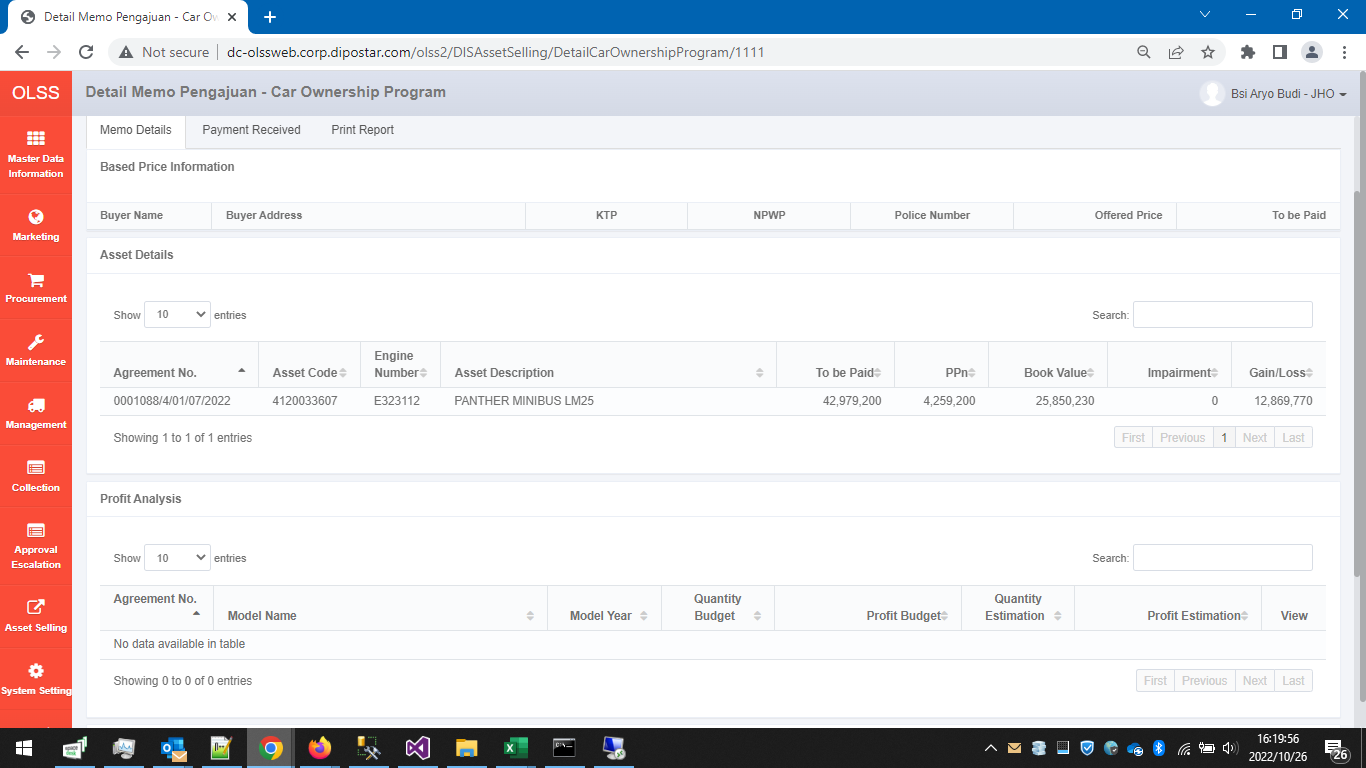 Detail Memo Pengajuan - Car Ow
Not secure
dc-olssweb.corp.dipostar.com/olss2/DISAssetSelling/DetailCarOwnershipProgram/1111
OLSS
Detail Memo Pengajuan - Car Ownership Program
Bsi Aryo Budi - JHO
Master Data
Information
Marketing
Procurement
Maintenance
Management
Collection
Approval
Escalation
Asset Selling
System Setting
Memo Details Payment Received Print Report
Based Price Information
Buyer Name Buyer Address KTP NPWP Police Number Offered Price To be Paid
Asset Details
Show 10 entries Search:
Agreement No. Asset Code Engine Number Asset Description To be Paid PPn Book Value Impairment Gain/Loss
0001088/4/01/07/2022 4120033607 E323112 PANTHER MINIBUS LM25 42,979,200 4,259,200 25,850,230 0 12,869,770
Showing 1 to 1 of 1 entries First Previous 1 Next Last
Profit Analysis
Show 10 entries Search:
Agreement No. Model Name Model Year Quantity Budget Profit Budget Quantity Estimation Profit Estimation View
No data available in table
Showing 0 to 0 of 0 entries First Previous Next Last
16:19:56
2022/10/26
26